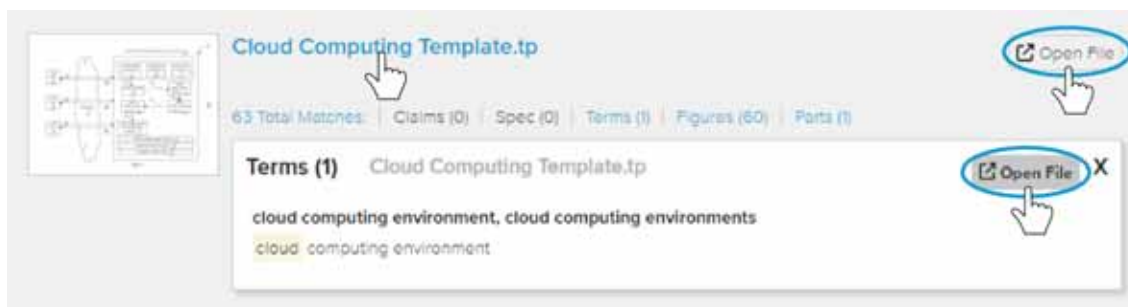 Cloud Computing Template.tp
Open File
63 Total Matches: | Claims (0) | Spec (0) | Terms (1) | Figures (60) | Parts (1)
Terms (1) Cloud Computing Template.tp
Open File X
cloud computing environment, cloud computing environments
cloud computing environment